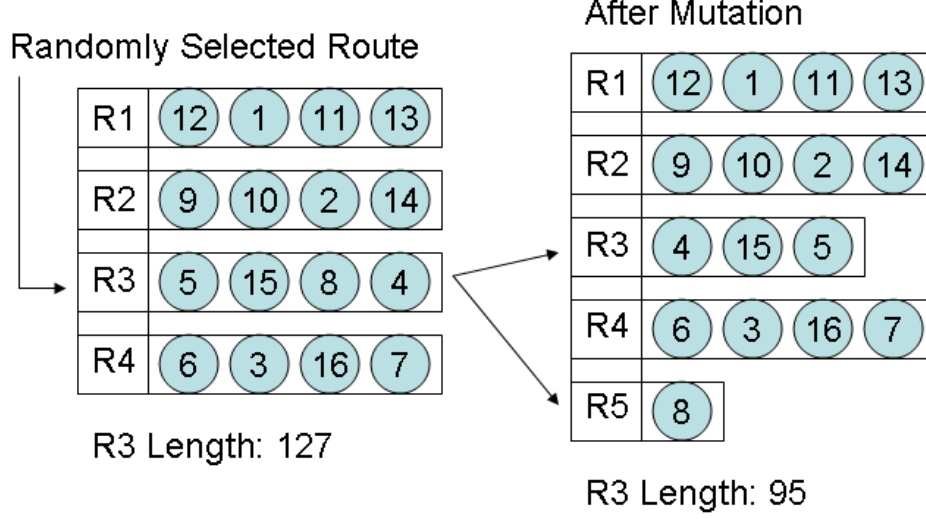 Randomly Selected Route
R1 12 1 11 13
R2 9 10 2 14
R3 5 15 8 4
R4 6 3 16 7
R3 Length: 127
After Mutation
R1 12 1 11 13
R2 9 10 2 14
R3 4 15 5
R4 6 3 16 7
R5 8
R3 Length: 95